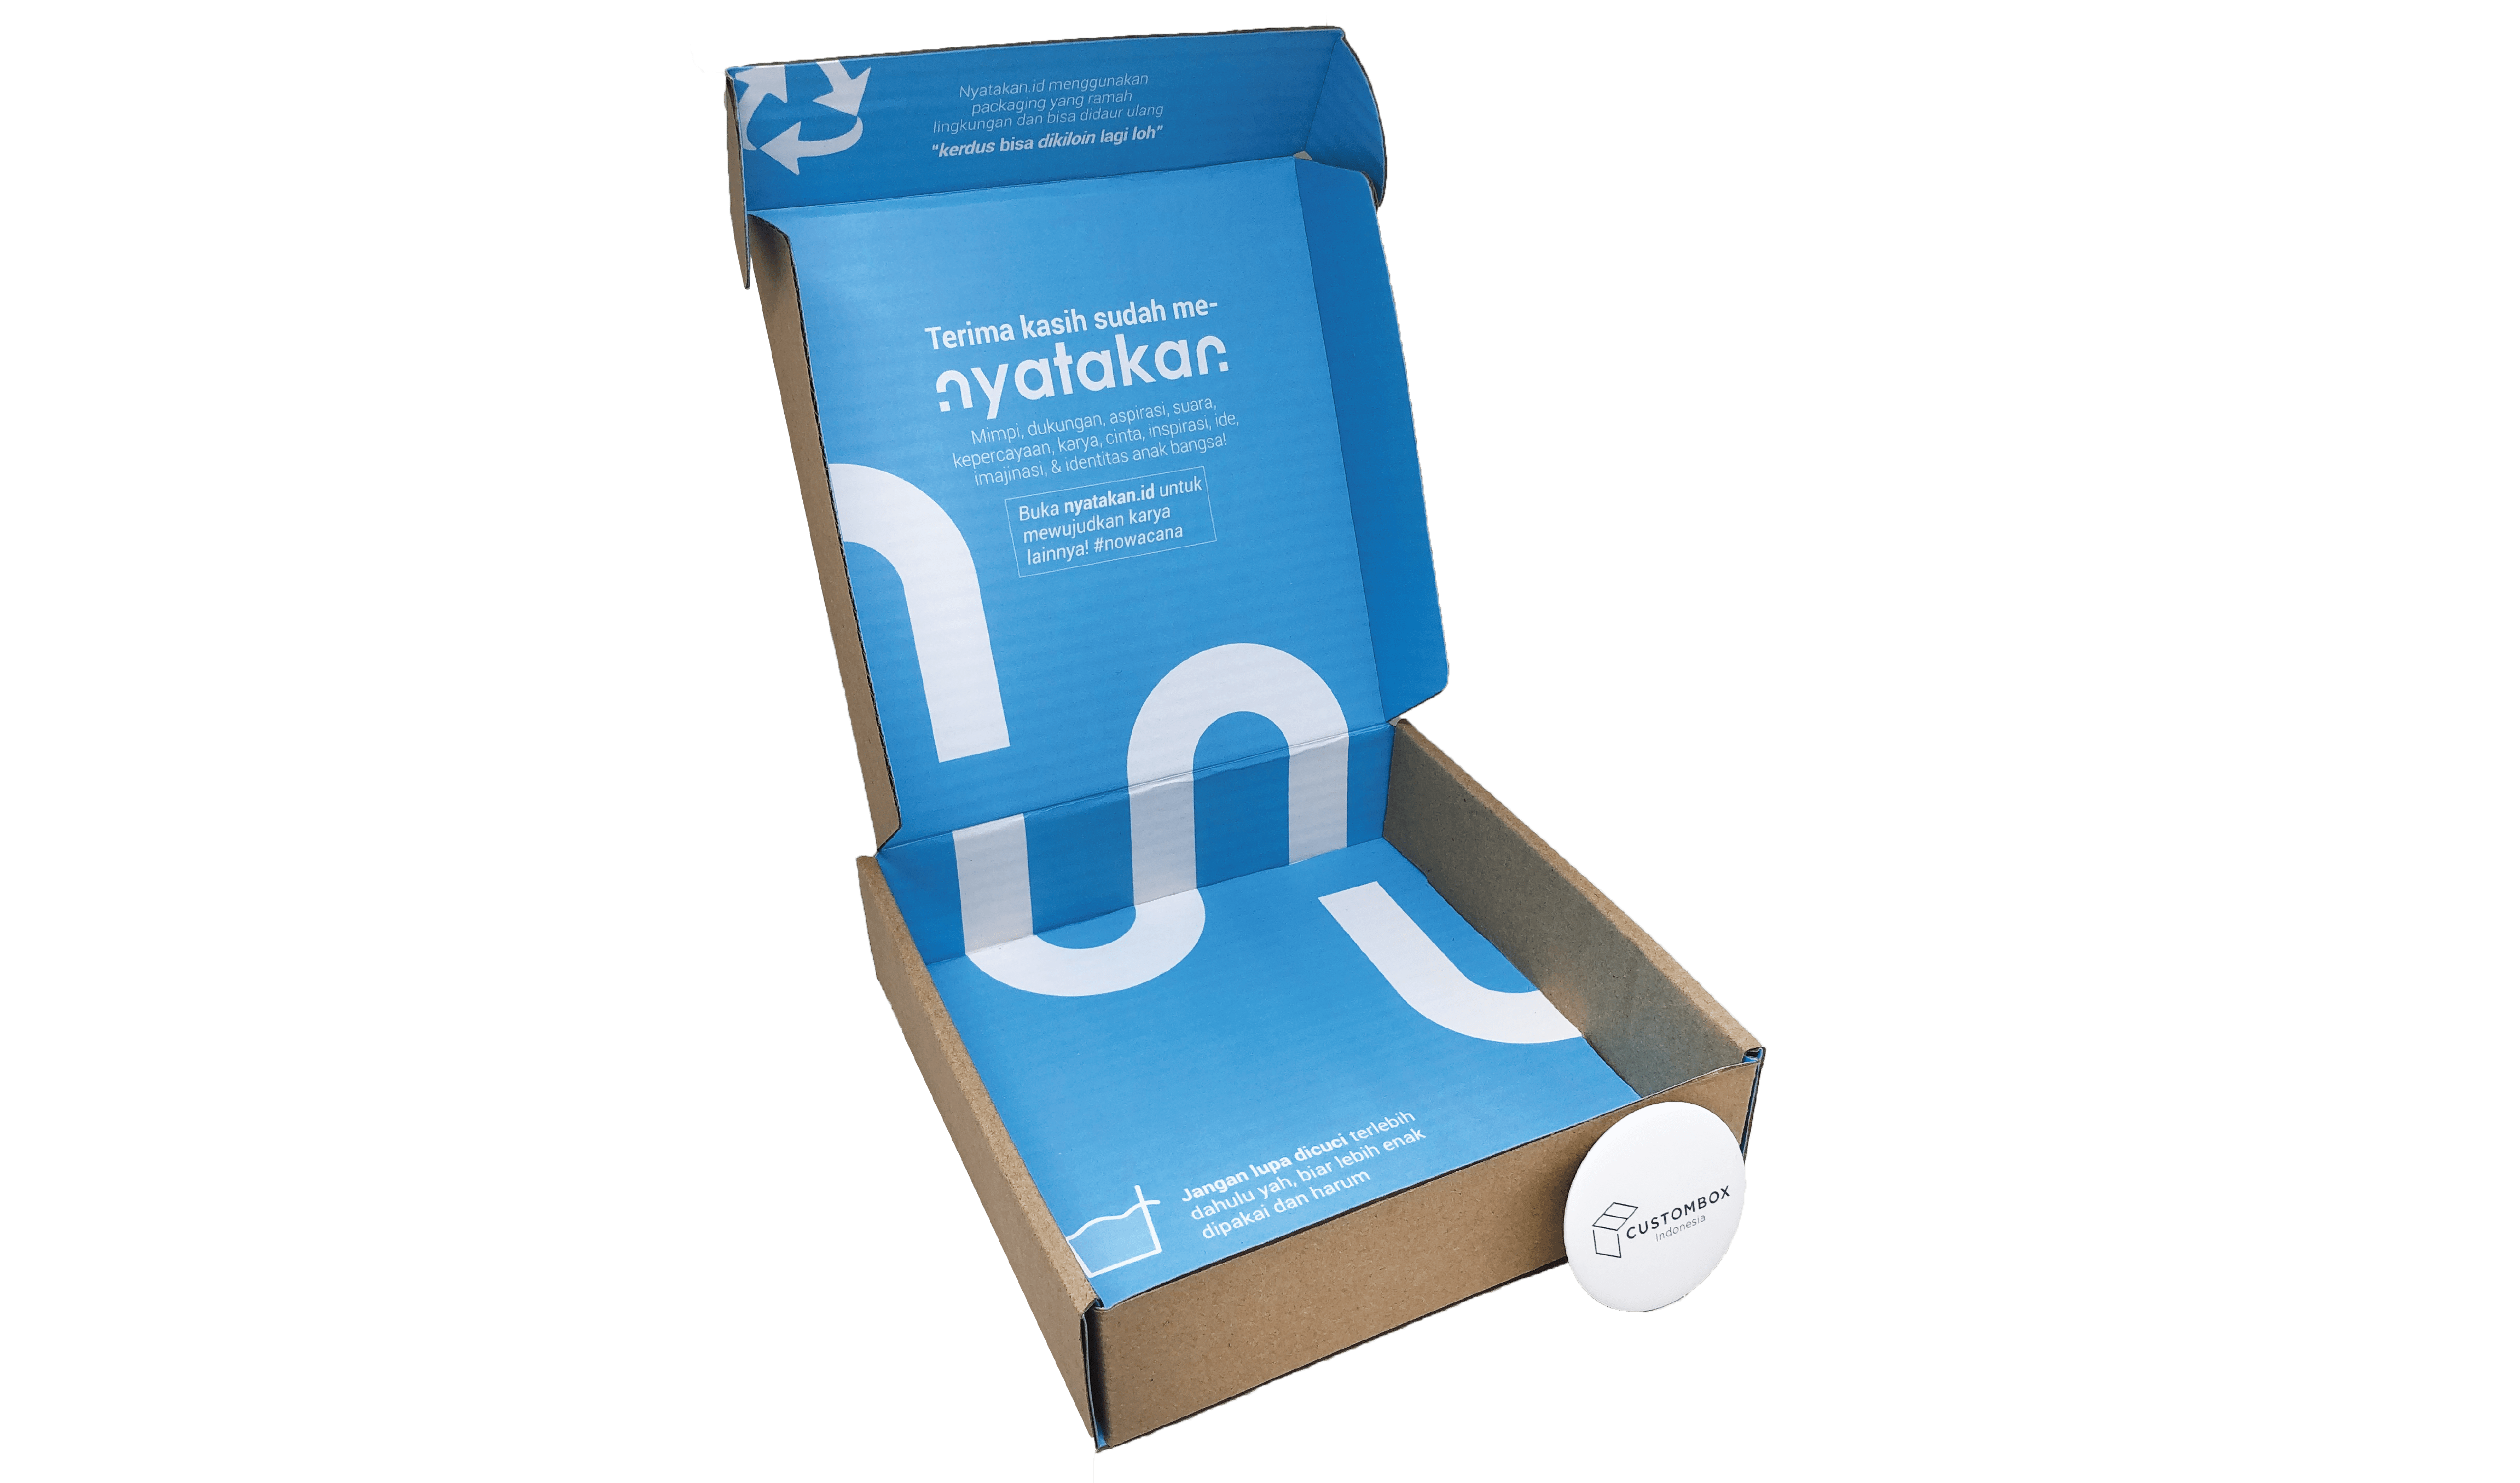 Nyatakan.id menggunakan
packaging yang ramah
lingkungan dan bisa didaur ulang
"kerdus bisa dikiloin lagi loh"
Terima kasih sudah me-
nyatakan
Mimpi, dukungan, aspirasi, suara,
kepercayaan, karya, cinta, inspirasi, ide,
imajinasi, & identitas anak bangsa!
Buka nyatakan.id untuk
mewujudkan karya
lainnya! #nowacana
Jangan lupa dicuci terlebih
dahulu yah, biar lebih enak
dipakai dan harum
CUSTOMBOX
Indonesia